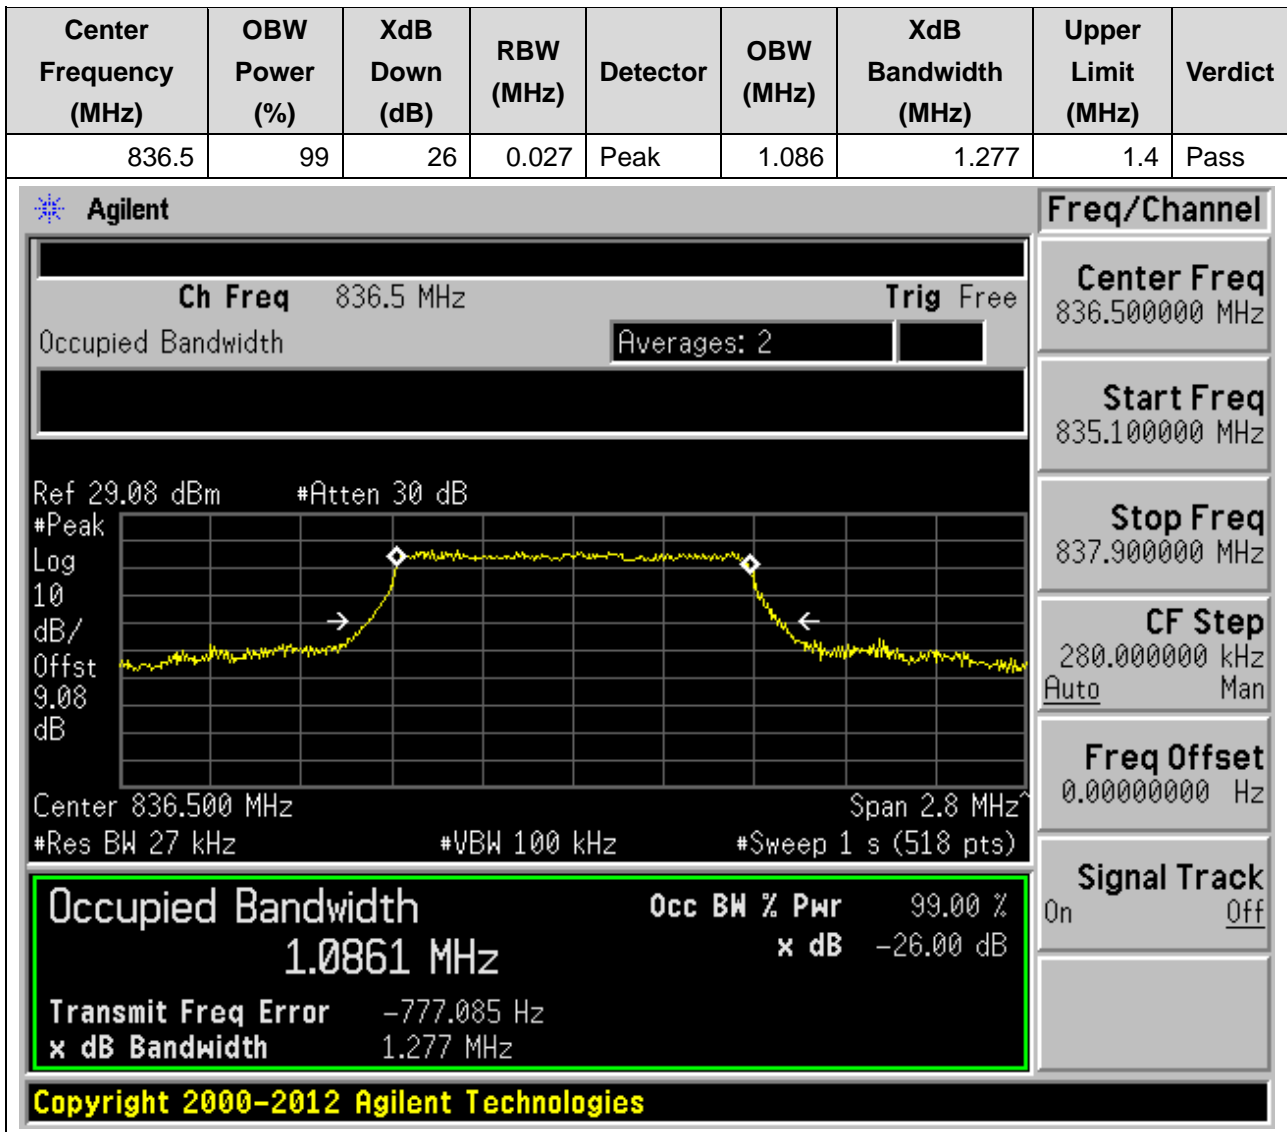 Center Frequency (MHz) OBW Power (%) XdB Down (dB) RBW (MHz) Detector OBW (MHz) XdB Bandwidth (MHz) Upper Limit (MHz) Verdict
836.5 99 26 0.027 Peak 1.086 1.277 1.4 Pass
Agilent
Freq/Channel
Ch Freq 836.5 MHz Trig Free
Occupied Bandwidth Averages: 2
Center Freq
836.500000 MHz
Start Freq
835.100000 MHz
Stop Freq
837.900000 MHz
CF Step
280.000000 kHz
Auto Man
Freq Offset
0.00000000 Hz
Signal Track
On Off
Ref 29.08 dBm #Atten 30 dB
#Peak
Log
10
dB/
Offst
9.08
dB
Center 836.500 MHz Span 2.8 MHz^
#Res BW 27 kHz #VBW 100 kHz #Sweep 1 s (518 pts)
Occupied Bandwidth Occ BW % Pwr 99.00 %
1.0861 MHz x dB -26.00 dB
Transmit Freq Error -777.085 Hz
x dB Bandwidth 1.277 MHz
Copyright 2000-2012 Agilent Technologies